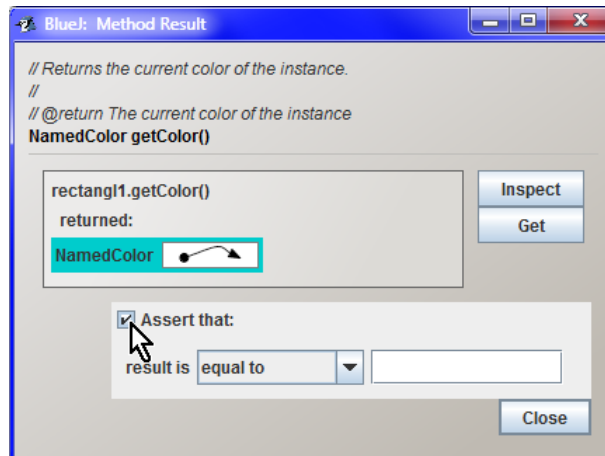 BlueJ: Method Result
// Returns the current color of the instance.
//
// @return The current color of the instance
NamedColor getColor()
rectangl1.getColor()
returned:
NamedColor
Inspect
Get
Assert that:
result is equal to
Close